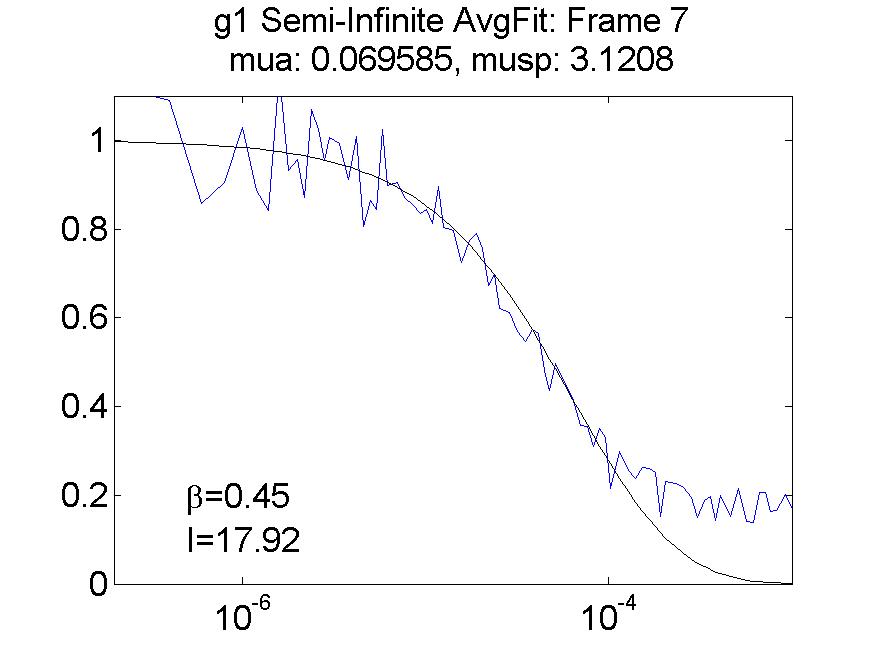 g1 Semi-Infinite AvgFit: Frame 7
mua: 0.069585, musp: 3.1208
1
0.8
0.6
0.4
0.2
0
β=0.45
I=17.92
10^-6
10^-4